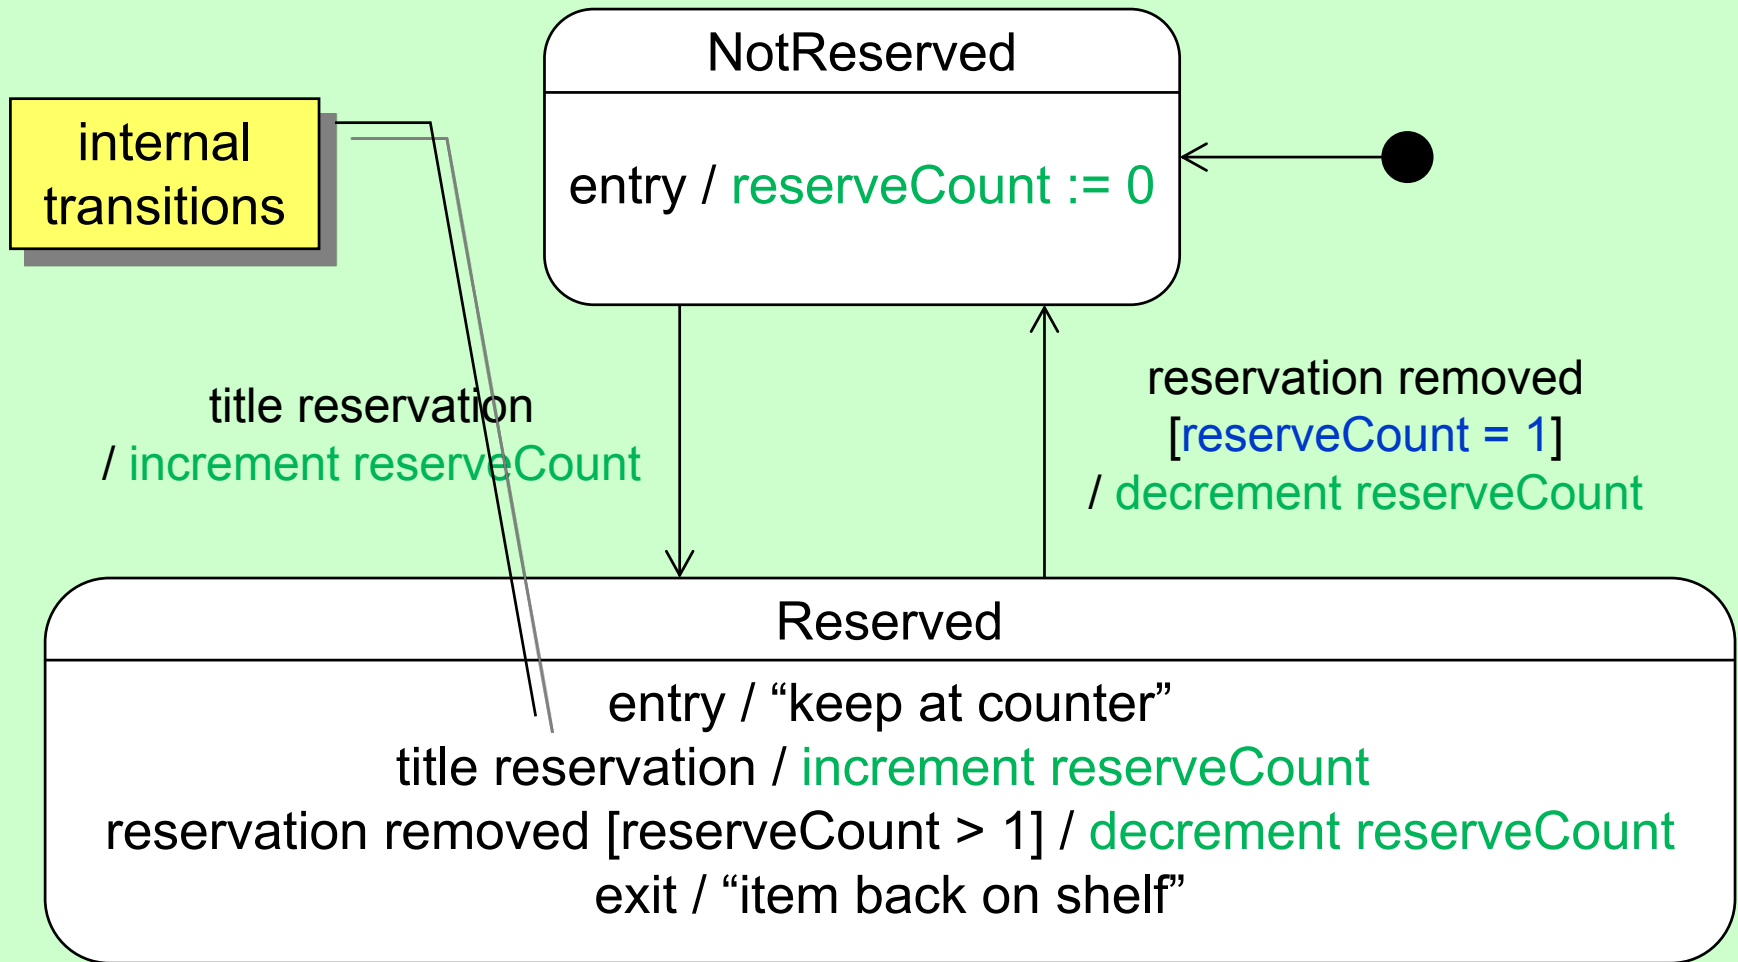 NotReserved
entry / reserveCount := 0
internal
transitions
title reservation
/ increment reserveCount
reservation removed
[reserveCount = 1]
/ decrement reserveCount
Reserved
entry / “keep at counter”
title reservation / increment reserveCount
reservation removed [reserveCount > 1] / decrement reserveCount
exit / “item back on shelf”